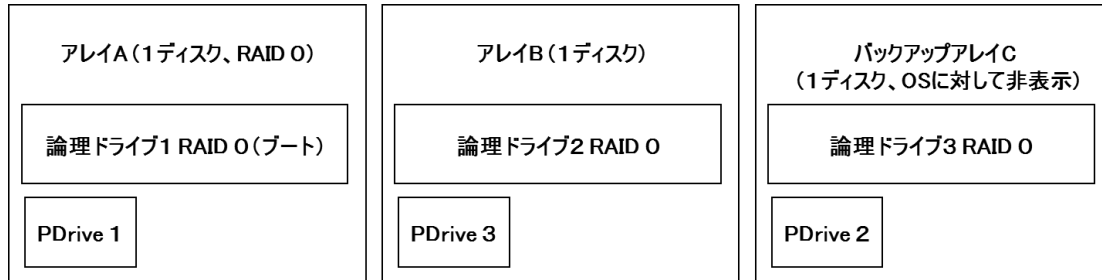 アレイA（1ディスク、RAID 0）
論理ドライブ1 RAID 0（ブート）
PDrive 1
アレイB（1ディスク）
論理ドライブ2 RAID 0
PDrive 3
バックアップアレイC
（1ディスク、OSに対して非表示）
論理ドライブ3 RAID 0
PDrive 2